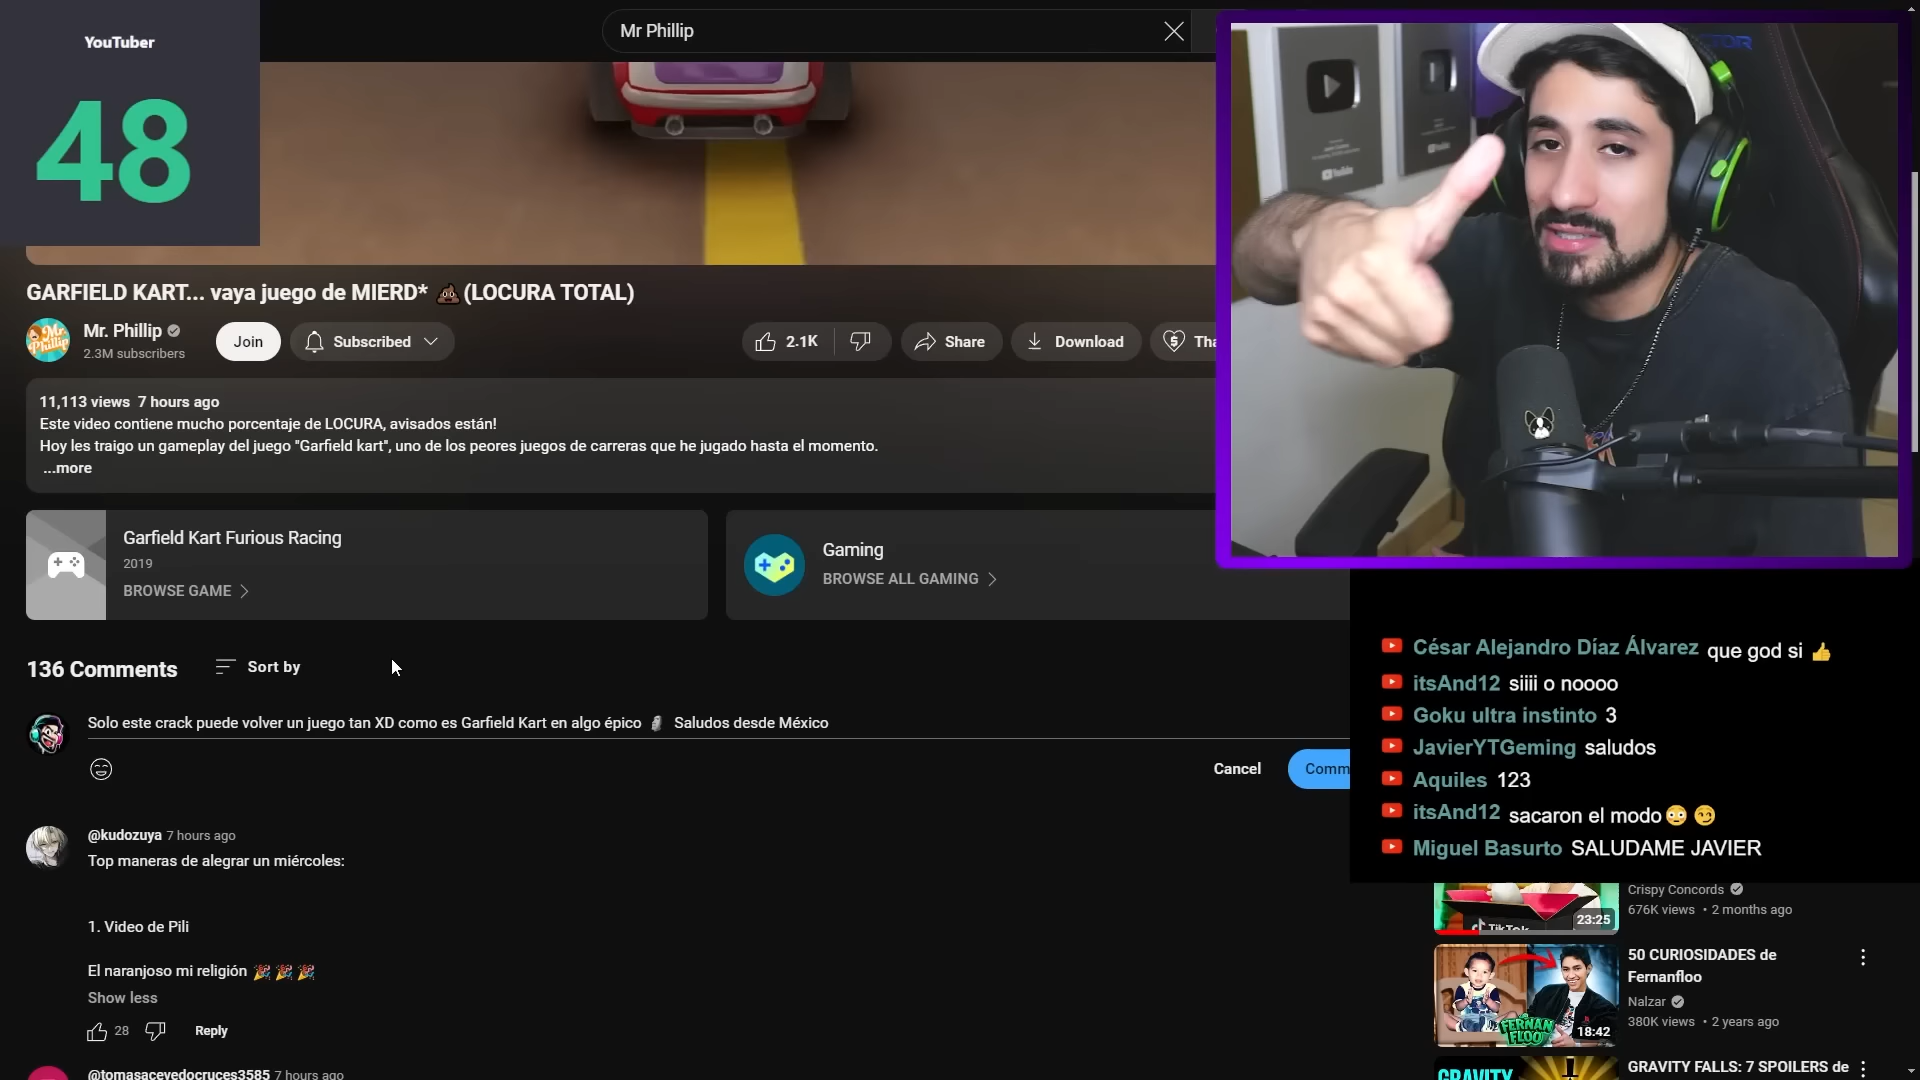 YouTuber
48
Mr Phillip
GARFIELD KART... vaya juego de MIERD* 💩 (LOCURA TOTAL)
Mr. Phillip
2.3M subscribers
Join
Subscribed
2.1K
Share
Download
Tha
11,113 views 7 hours ago
Este video contiene mucho porcentaje de LOCURA, avisados están!
Hoy les traigo un gameplay del juego "Garfield kart", uno de los peores juegos de carreras que he jugado hasta el momento.
...more
Garfield Kart Furious Racing
2019
BROWSE GAME
Gaming
BROWSE ALL GAMING
136 Comments
Sort by
Solo este crack puede volver un juego tan XD como es Garfield Kart en algo épico 🗿 Saludos desde México
Cancel
Comm
@kudozuya 7 hours ago
Top maneras de alegrar un miércoles:
1. Video de Pili
El naranjoso mi religión 🎉 🎉 🎉
Show less
28
Reply
@tomasacevedocruces3585 7 hours ago
César Alejandro Díaz Álvarez que god si 👍
itsAnd12 siiii o noooo
Goku ultra instinto 3
JavierYTGeming saludos
Aquiles 123
itsAnd12 sacaron el modo😳 😏
Miguel Basurto SALUDAME JAVIER
Crispy Concords
676K views • 2 months ago
TikTok
23:25
50 CURIOSIDADES de
Fernanfloo
Nalzar
380K views • 2 years ago
FERNAN
FLOO
18:42
GRAVITY FALLS: 7 SPOILERS de
GRAVITY
YouTube